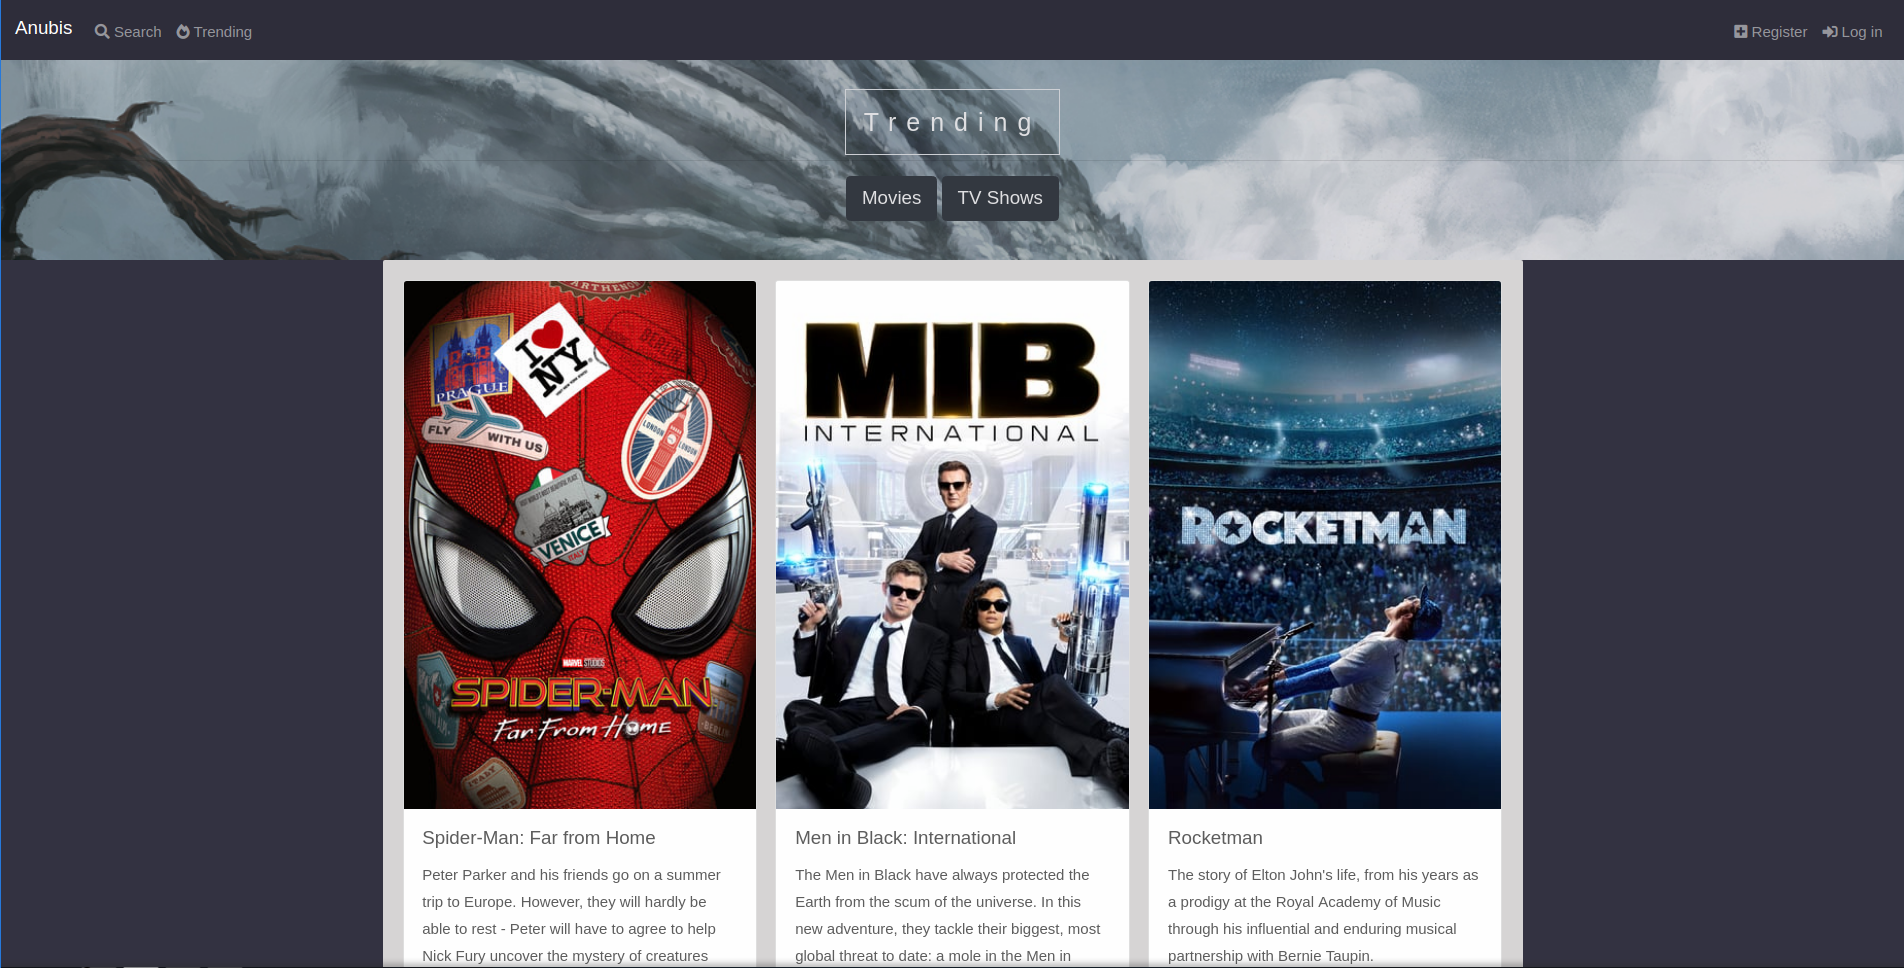 Anubis
Search
Trending
Register
Log in
Trending
Movies
TV Shows
PARTHENON
PRAGUE
I ❤ NY
BERLIN
FLY WITH US
LONDON
LONDON
VENICE
ITALY
MARVEL STUDIOS
SPIDER-MAN
Far From Home
BERLIN
ITALY
MIB
INTERNATIONAL
ROCKETMAN
Spider-Man: Far from Home
Peter Parker and his friends go on a summer
trip to Europe. However, they will hardly be
able to rest - Peter will have to agree to help
Nick Fury uncover the mystery of creatures
Men in Black: International
The Men in Black have always protected the
Earth from the scum of the universe. In this
new adventure, they tackle their biggest, most
global threat to date: a mole in the Men in
Rocketman
The story of Elton John's life, from his years as
a prodigy at the Royal Academy of Music
through his influential and enduring musical
partnership with Bernie Taupin.